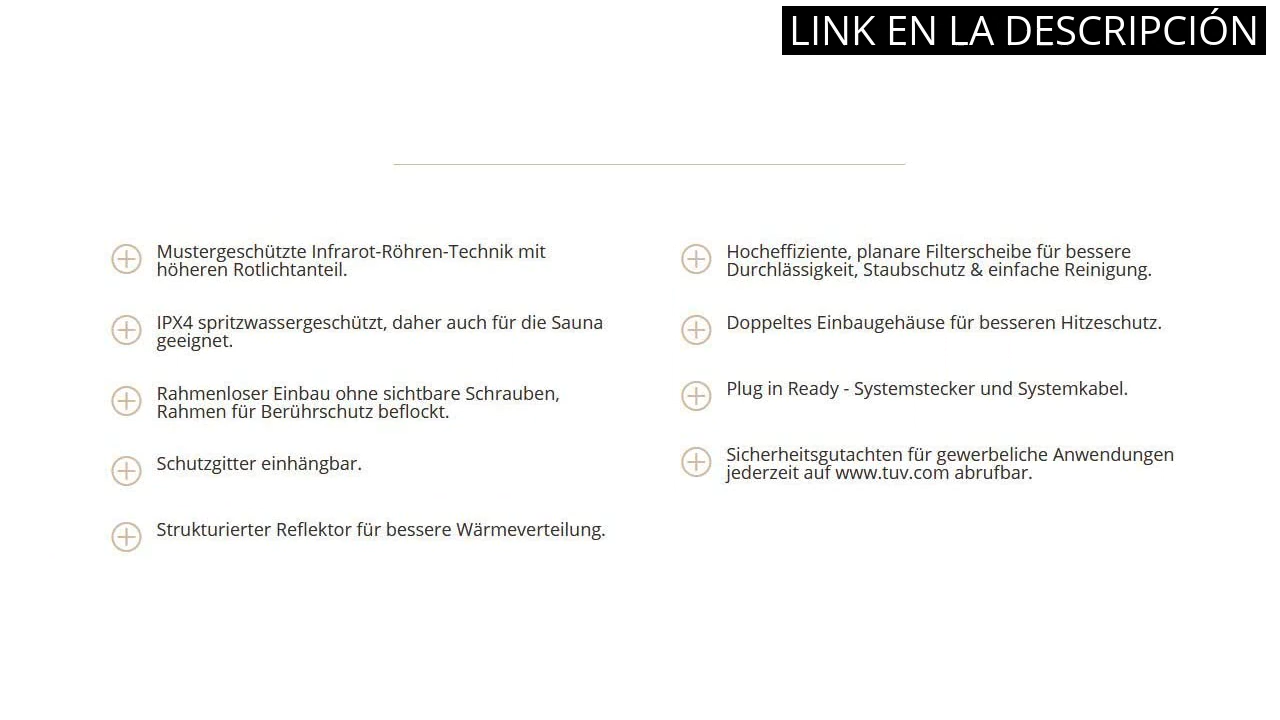 LINK EN LA DESCRIPCIÓN
Mustergeschützte Infrarot-Röhren-Technik mit
höheren Rotlichtanteil.
IPX4 spritzwassergeschützt, daher auch für die Sauna
geeignet.
Rahmenloser Einbau ohne sichtbare Schrauben,
Rahmen für Berührschutz beflockt.
Schutzgitter einhängbar.
Strukturierter Reflektor für bessere Wärmeverteilung.
Hocheffiziente, planare Filterscheibe für bessere
Durchlässigkeit, Staubschutz & einfache Reinigung.
Doppeltes Einbaugehäuse für besseren Hitzeschutz.
Plug in Ready - Systemstecker und Systemkabel.
Sicherheitsgutachten für gewerbeliche Anwendungen
jederzeit auf www.tuv.com abrufbar.